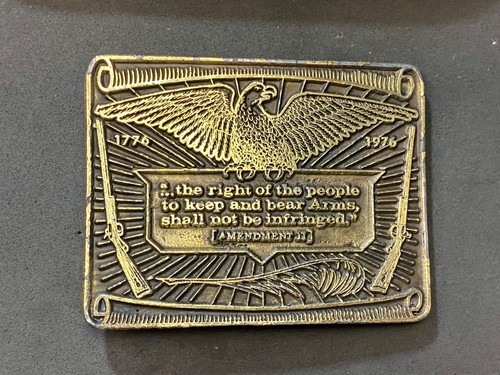 1776
1976
"...the right of the people
to keep and bear Arms,
shall not be infringed."
[AMENDMENT II]